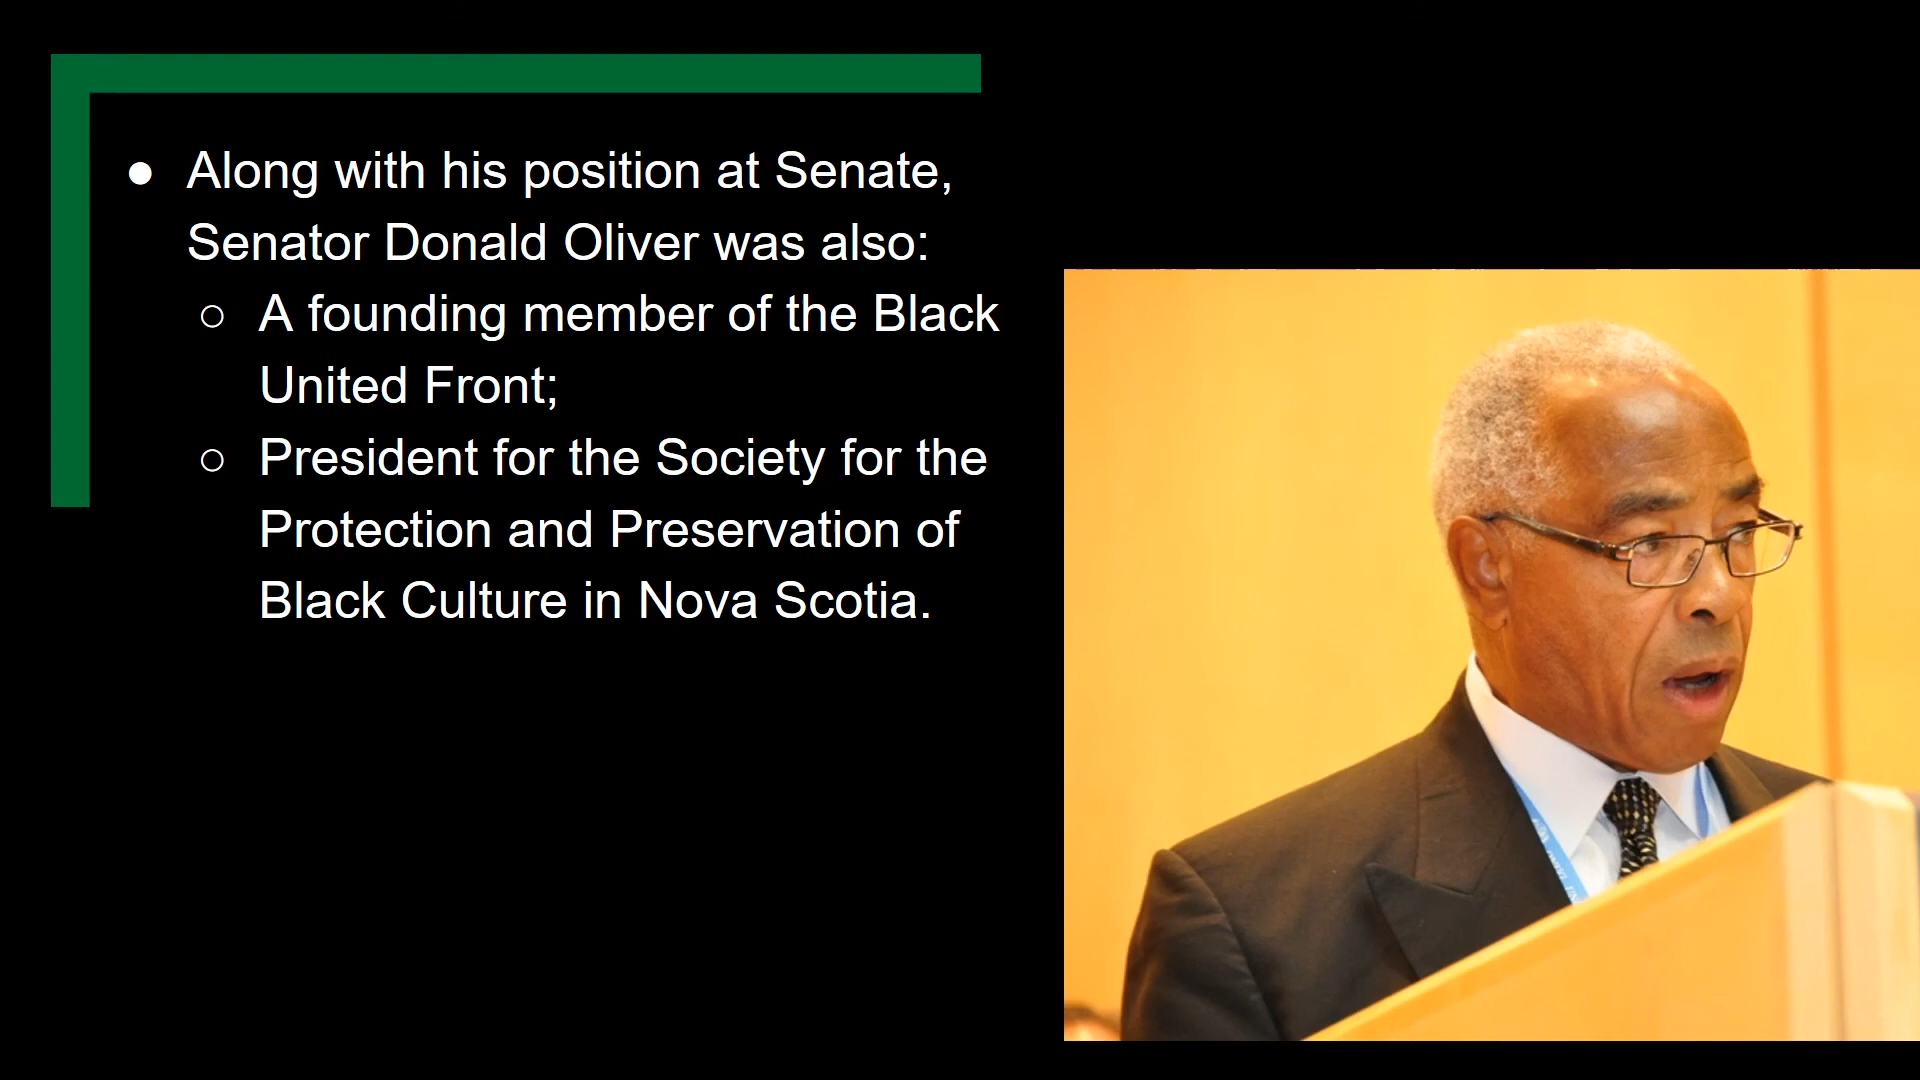 ● Along with his position at Senate,
Senator Donald Oliver was also:
○ A founding member of the Black
United Front;
○ President for the Society for the
Protection and Preservation of
Black Culture in Nova Scotia.